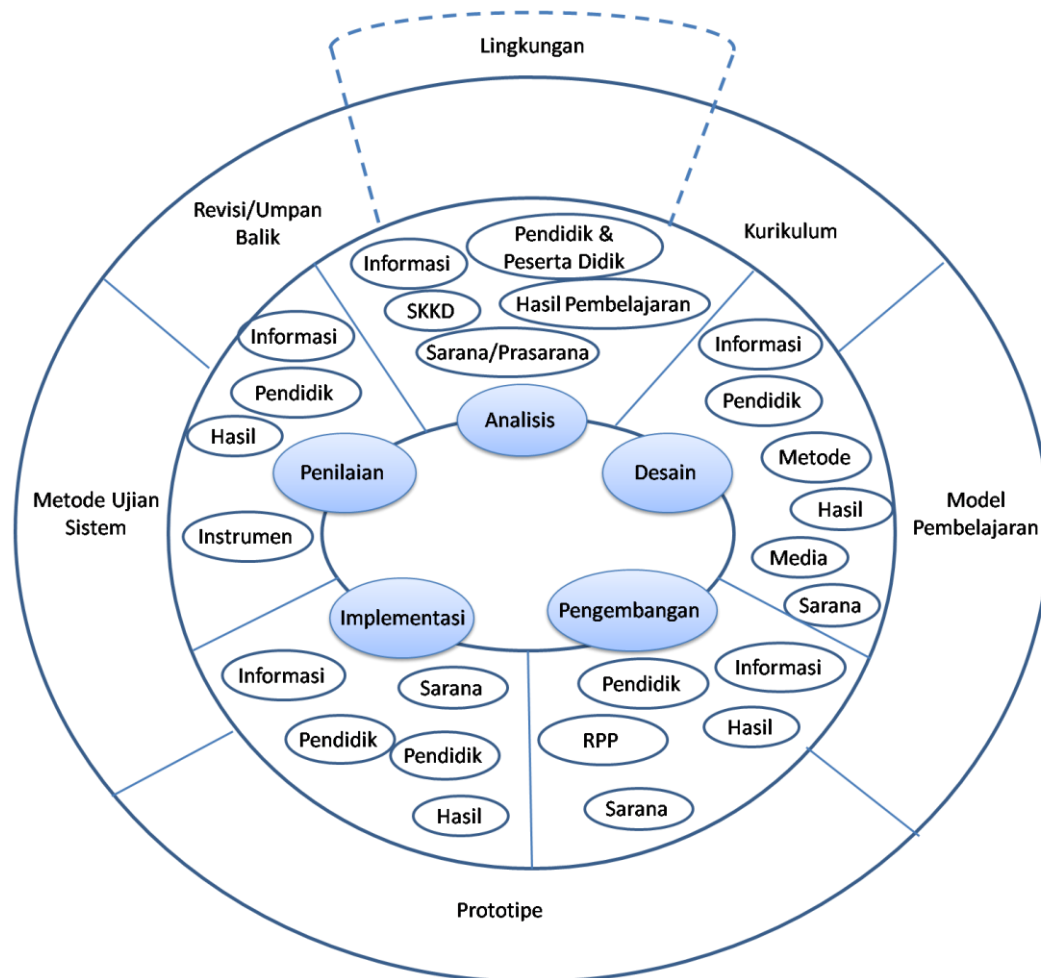 Lingkungan
Revisi/Umpan
Balik
Kurikulum
Pendidik &
Peserta Didik
Informasi
SKKD
Hasil Pembelajaran
Sarana/Prasarana
Informasi
Pendidik
Hasil
Instrumen
Informasi
Pendidik
Metode
Hasil
Media
Sarana
Analisis
Penilaian
Desain
Implementasi
Pengembangan
Metode Ujian
Sistem
Model
Pembelajaran
Informasi
Sarana
Pendidik
Pendidik
Hasil
Pendidik
Informasi
RPP
Hasil
Sarana
Prototipe